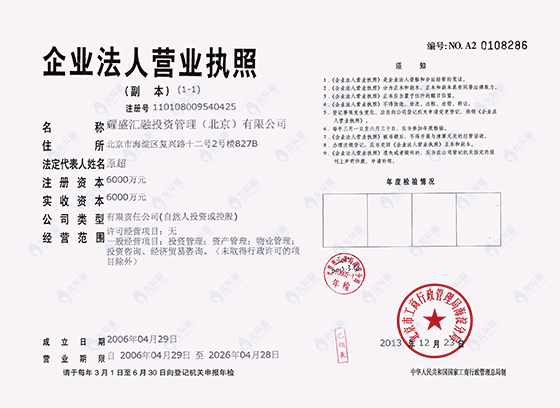 编号: NO. A2 0108286
企业法人营业执照
(副 本) (1-1)
注册号 110108009540425
名 称 耀盛汇融投资管理（北京）有限公司
住 所 北京市海淀区复兴路十二号2号楼827B
法定代表人姓名 原超
注 册 资 本 6000万元
实 收 资 本 6000万元
公 司 类 型 有限责任公司(自然人投资或控股)
经 营 范 围 许可经营项目：无
一般经营项目：投资管理；资产管理；物业管理；
投资咨询、经济贸易咨询。（未取得行政许可的项
目除外）
成 立 日 期 2006年04月29日
营 业 期 限 自 2006年04月29日 至 2026年04月28日
请于每年3月1日至6月30日向登记机关申报年检
须 知
1.《企业法人营业执照》是企业法人资格和合法经营的凭证。
2.《企业法人营业执照》分为正本和副本，正本和副本具有同等法律效力。
3.《企业法人营业执照》正本应当置于住所的醒目位置。
4.《企业法人营业执照》不得伪造、涂改、出租、出借、转让。
5. 登记事项发生变化，应当向公司登记机关申请变更登记，换领《企业法人营业执照》。
6. 每年三月一日至六月三十日，应当参加年度检验。
7.《企业法人营业执照》被吊销后，不得开展与清算无关的经营活动。
8. 办理注销登记，应当交回《企业法人营业执照》正本和副本。
9.《企业法人营业执照》遗失或者毁坏的，应当在公司登记机关指定的报刊上声明作废，申请补领。
年度检验情况
年检
北京市工商行政管理局海淀分局
2013 年 12 月 23 日
中华人民共和国国家工商行政管理总局制